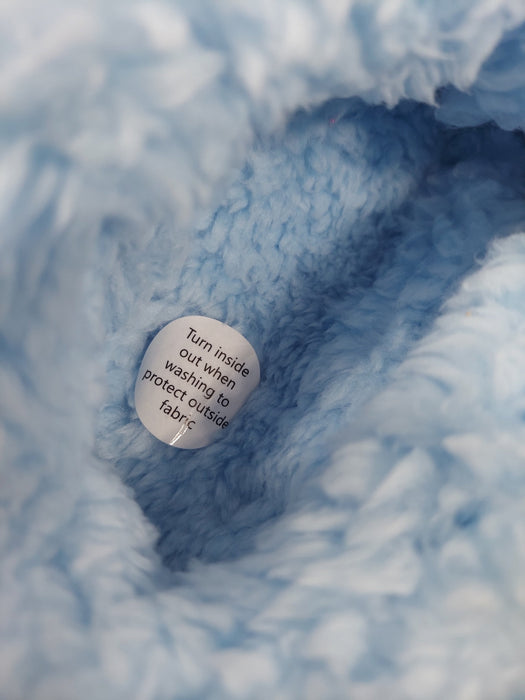 Turn inside
out when
washing to
protect outside
fabric